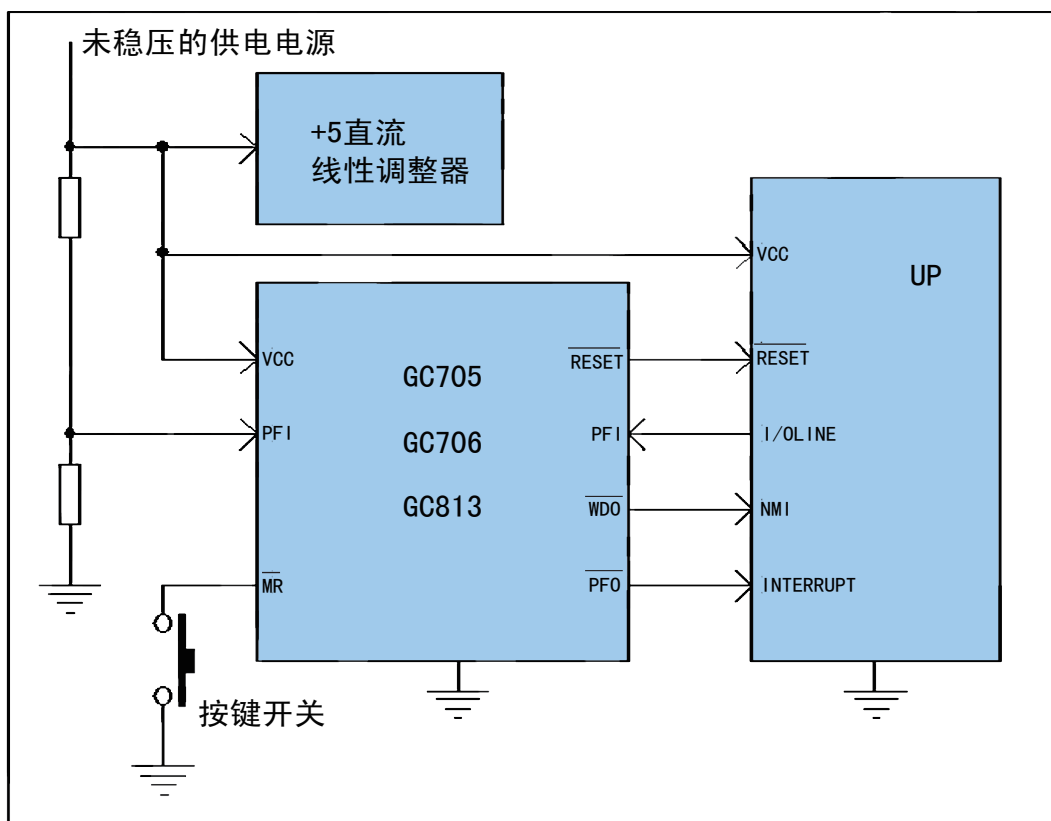 未稳压的供电电源
+5直流
线性调整器
VCC
UP
VCC
RESET
RESET
GC705
PFI
PFI
I/OLINE
GC706
GC813
WDO
NMI
MR
PFO
INTERRUPT
按键开关